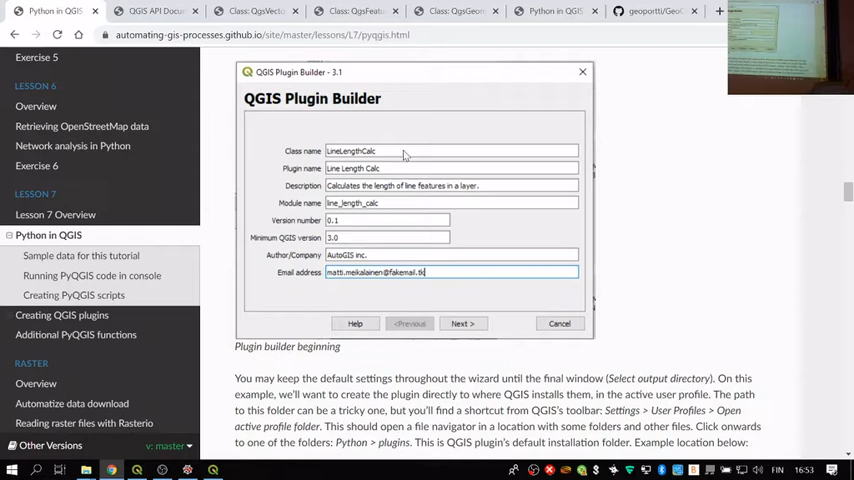 Python in QGIS
QGIS API Docu
Class: QgsVecto
Class: QgsFeatu
Class: QgsGeom
Python in QGIS
geoportti/GeoC
automating-gis-processes.github.io/site/master/lessons/L7/pyqgis.html
Exercise 5
LESSON 6
Overview
Retrieving OpenStreetMap data
Network analysis in Python
Exercise 6
LESSON 7
Lesson 7 Overview
Python in QGIS
Sample data for this tutorial
Running PyQGIS code in console
Creating PyQGIS scripts
Creating QGIS plugins
Additional PyQGIS functions
RASTER
Overview
Automatize data download
Reading raster files with Rasterio
Other Versions
v: master
QGIS Plugin Builder - 3.1
QGIS Plugin Builder
Class name LineLengthCalc
Plugin name Line Length Calc
Description Calculates the length of line features in a layer.
Module name line_length_calc
Version number 0.1
Minimum QGIS version 3.0
Author/Company AutoGIS inc.
Email address matti.meikalainen@fakemail.tk
Help
<Previous
Next >
Cancel
Plugin builder beginning
You may keep the default settings throughout the wizard until the final window (Select output directory). On this
example, we'll want to create the plugin directly to where QGIS installs them, in the active user profile. The path
to this folder can be a tricky one, but you'll find a shortcut from QGIS's toolbar: Settings > User Profiles > Open
active profile folder. This should open a file navigator in a location with some folders and other files. Click onwards
to one of the folders: Python > plugins. This is QGIS plugin's default installation folder. Example location below:
FIN
16:53